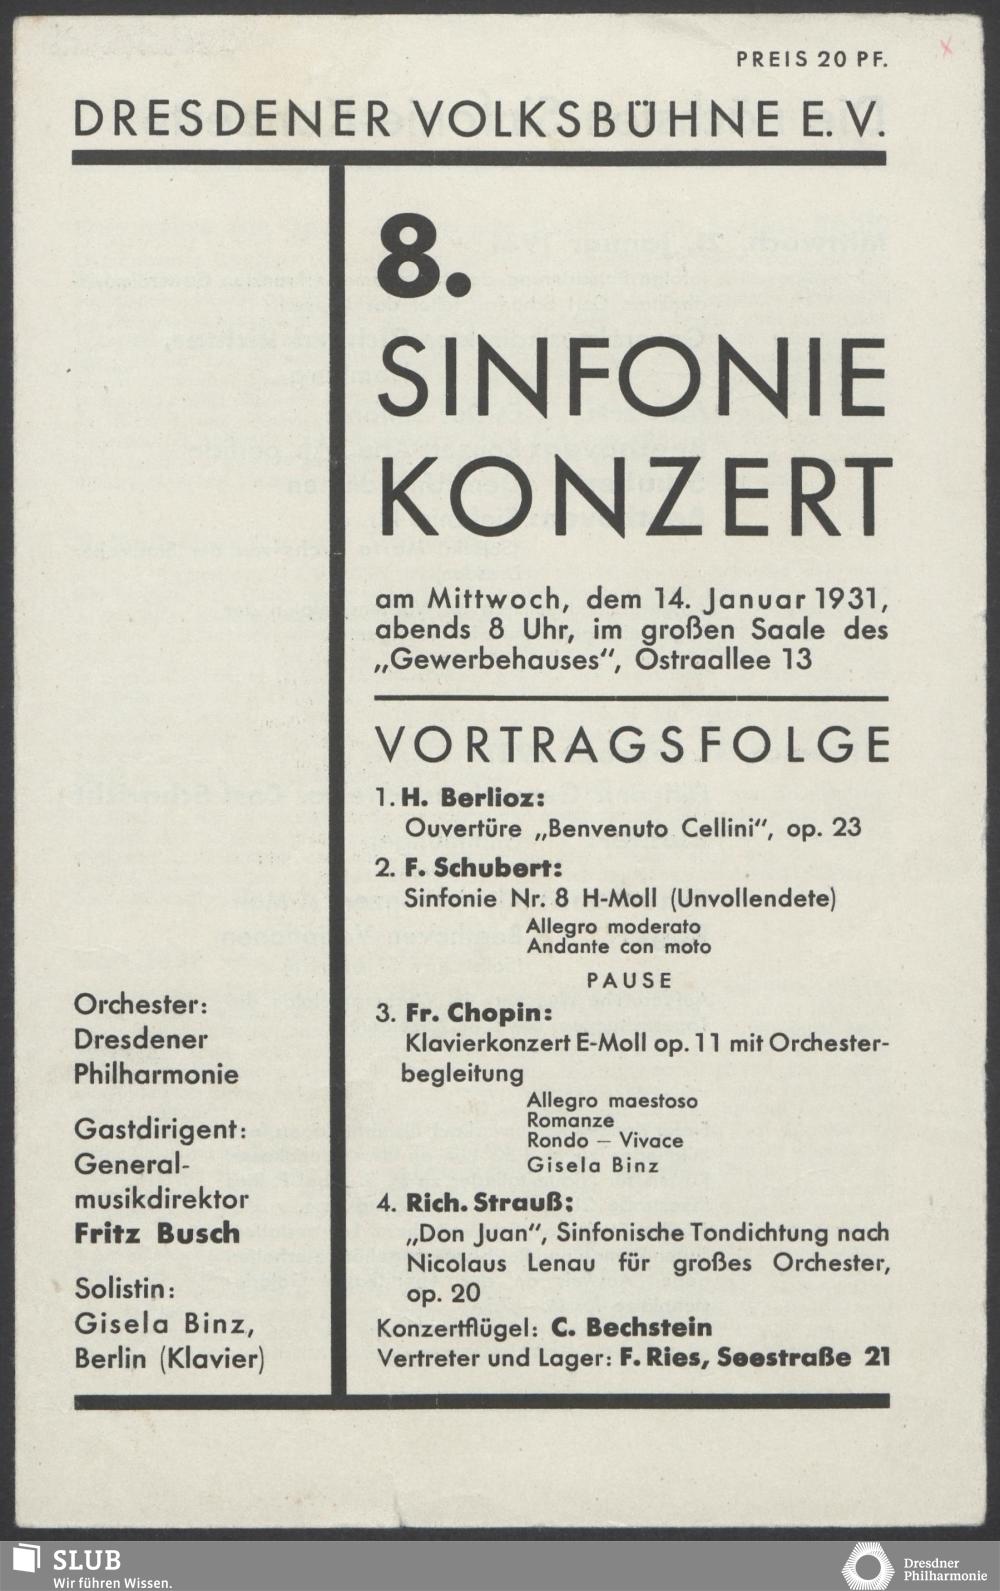 PREIS 20 PF.
DRESDENER VOLKSBÜHNE E. V.
8.
SINFONIE
KONZERT
am Mittwoch, dem 14. Januar 1931,
abends 8 Uhr, im großen Saale des
„Gewerbehauses“, Ostraallee 13
VORTRAGSFOLGE
1. H. Berlioz:
Ouvertüre „Benvenuto Cellini“, op. 23
2. F. Schubert:
Sinfonie Nr. 8 H-Moll (Unvollendete)
Allegro moderato
Andante con moto
PAUSE
3. Fr. Chopin:
Klavierkonzert E-Moll op. 11 mit Orchester-
begleitung
Allegro maestoso
Romanze
Rondo — Vivace
Gisela Binz
4. Rich. Strauß:
„Don Juan“, Sinfonische Tondichtung nach
Nicolaus Lenau für großes Orchester,
op. 20
Konzertflügel: C. Bechstein
Vertreter und Lager: F. Ries, Seestraße 21
Orchester:
Dresdener
Philharmonie
Gastdirigent:
General-
musikdirektor
Fritz Busch
Solistin:
Gisela Binz,
Berlin (Klavier)
SLUB
Wir führen Wissen.
Dresdner
Philharmonie